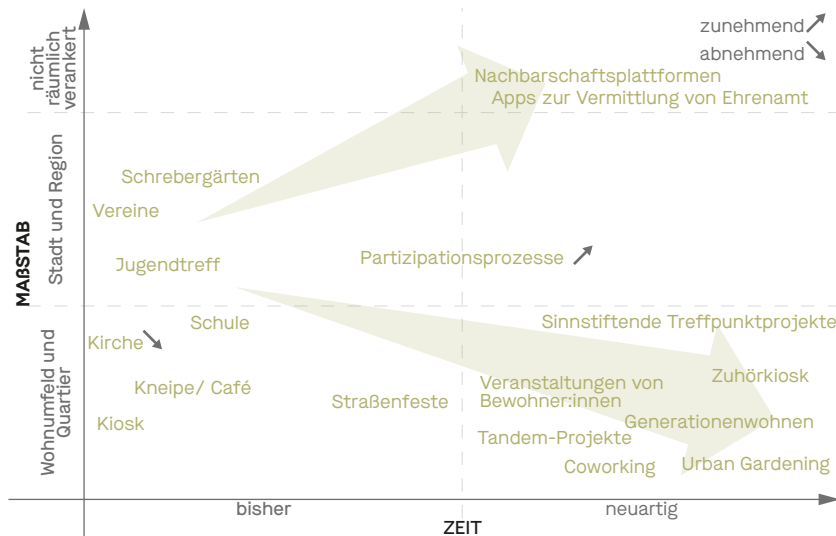 zunehmend
abnehmend
nicht
räumlich
verankert
Nachbarschaftsplattformen
Apps zur Vermittlung von Ehrenamt
MAẞSTAB
Stadt und Region
Schrebergärten
Vereine
Jugendtreff
Partizipationsprozesse
Wohnumfeld und
Quartier
Schule
Kirche
Kneipe/ Café
Kiosk
Straßenfeste
Sinnstiftende Treffpunktprojekte
Zuhörkiosk
Veranstaltungen von
Bewohner:innen
Generationenwohnen
Tandem-Projekte
Coworking
Urban Gardening
bisher
neuartig
ZEIT